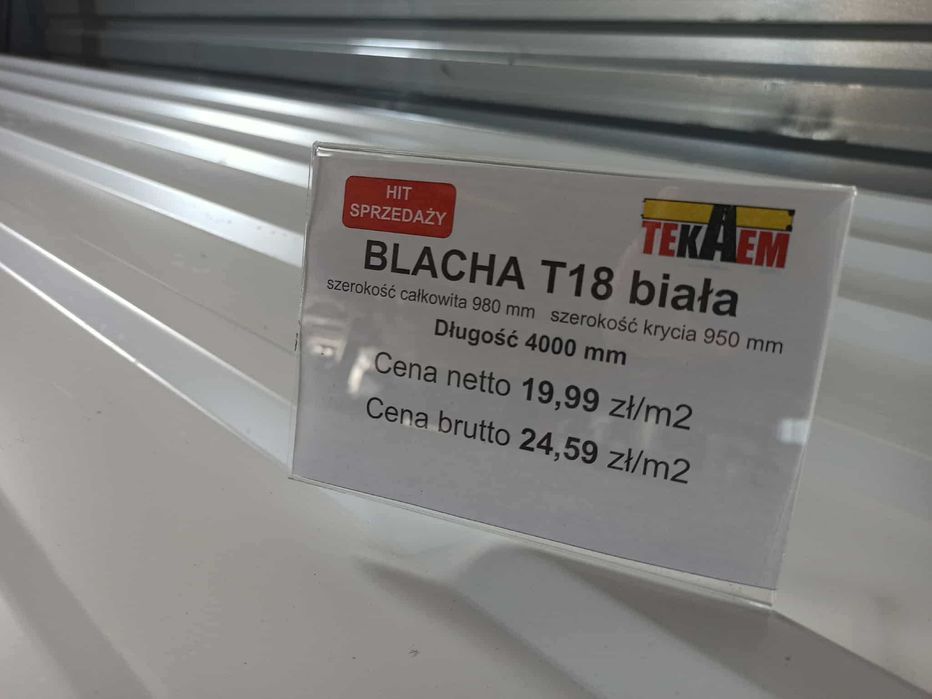 HIT
SPRZEDAŻY
TEKAEM
BLACHA T18 biała
szerokość całkowita 980 mm szerokość krycia 950 mm
Długość 4000 mm
Cena netto 19,99 zł/m2
Cena brutto 24,59 zł/m2